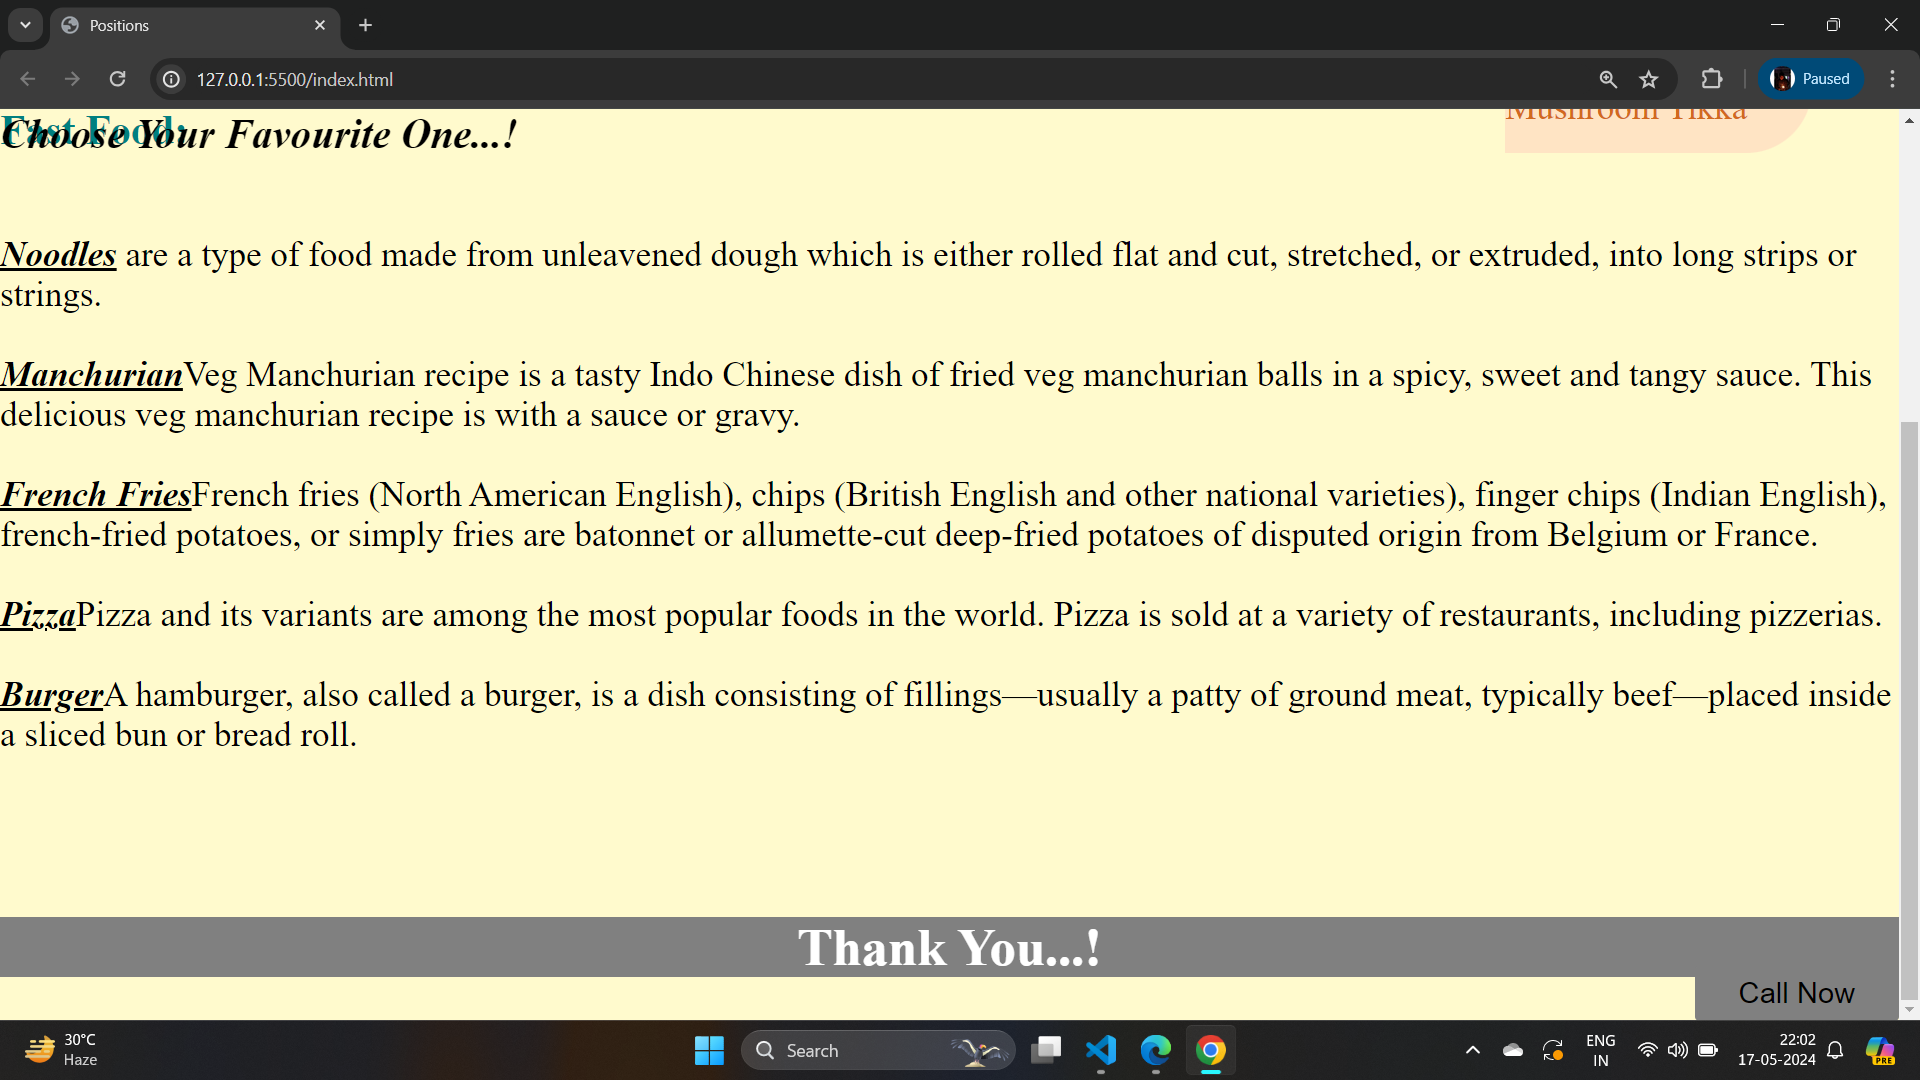 Positions
127.0.0.1:5500/index.html
Paused
Mushroom Tikka
Fast Food:
Choose Your Favourite One...!
Noodles are a type of food made from unleavened dough which is either rolled flat and cut, stretched, or extruded, into long strips or
strings.
ManchurianVeg Manchurian recipe is a tasty Indo Chinese dish of fried veg manchurian balls in a spicy, sweet and tangy sauce. This
delicious veg manchurian recipe is with a sauce or gravy.
French FriesFrench fries (North American English), chips (British English and other national varieties), finger chips (Indian English),
french-fried potatoes, or simply fries are batonnet or allumette-cut deep-fried potatoes of disputed origin from Belgium or France.
PizzaPizza and its variants are among the most popular foods in the world. Pizza is sold at a variety of restaurants, including pizzerias.
BurgerA hamburger, also called a burger, is a dish consisting of fillings—usually a patty of ground meat, typically beef—placed inside
a sliced bun or bread roll.
Thank You...!
Call Now
30°C
Haze
Search
ENG
IN
22:02
17-05-2024
PRE